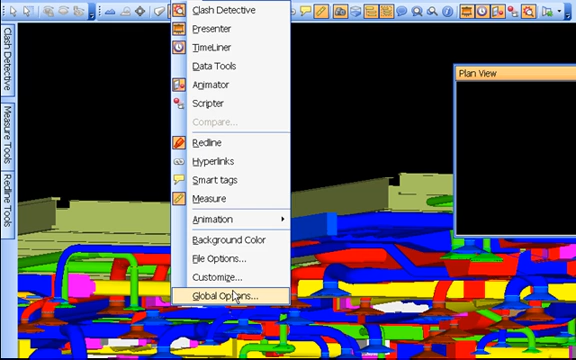 Clash Detective
Presenter
TimeLiner
Data Tools
Animator
Scripter
Compare...
Redline
Hyperlinks
Smart tags
Measure
Animation
Background Color
File Options...
Customize...
Global Options...
Clash Detective
Measure Tools
Redline Tools
Plan View